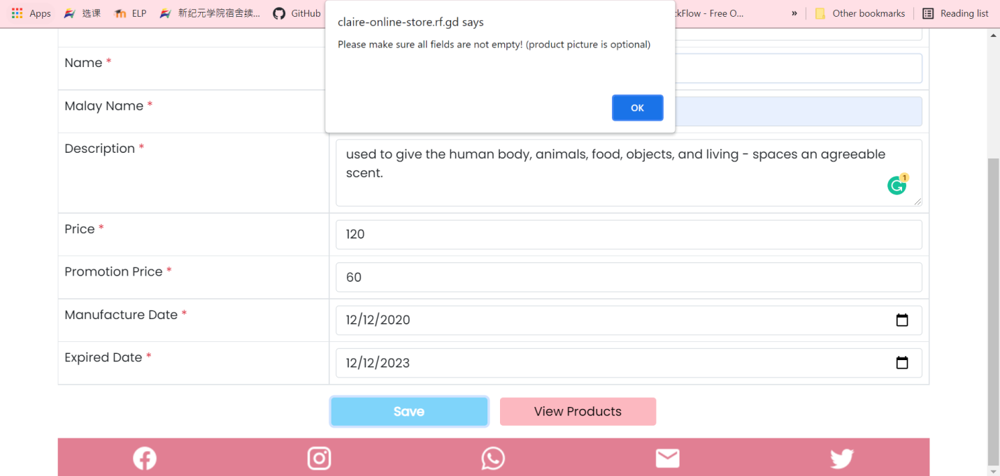 Apps
选课
ELP
新纪元学院宿舍续...
GitHub
ckFlow - Free O...
»
Other bookmarks
Reading list
claire-online-store.rf.gd says
Please make sure all fields are not empty! (product picture is optional)
OK
Name *
Malay Name *
Description *
used to give the human body, animals, food, objects, and living - spaces an agreeable
scent.
1
Price *
120
Promotion Price *
60
Manufacture Date *
12/12/2020
Expired Date *
12/12/2023
Save
View Products